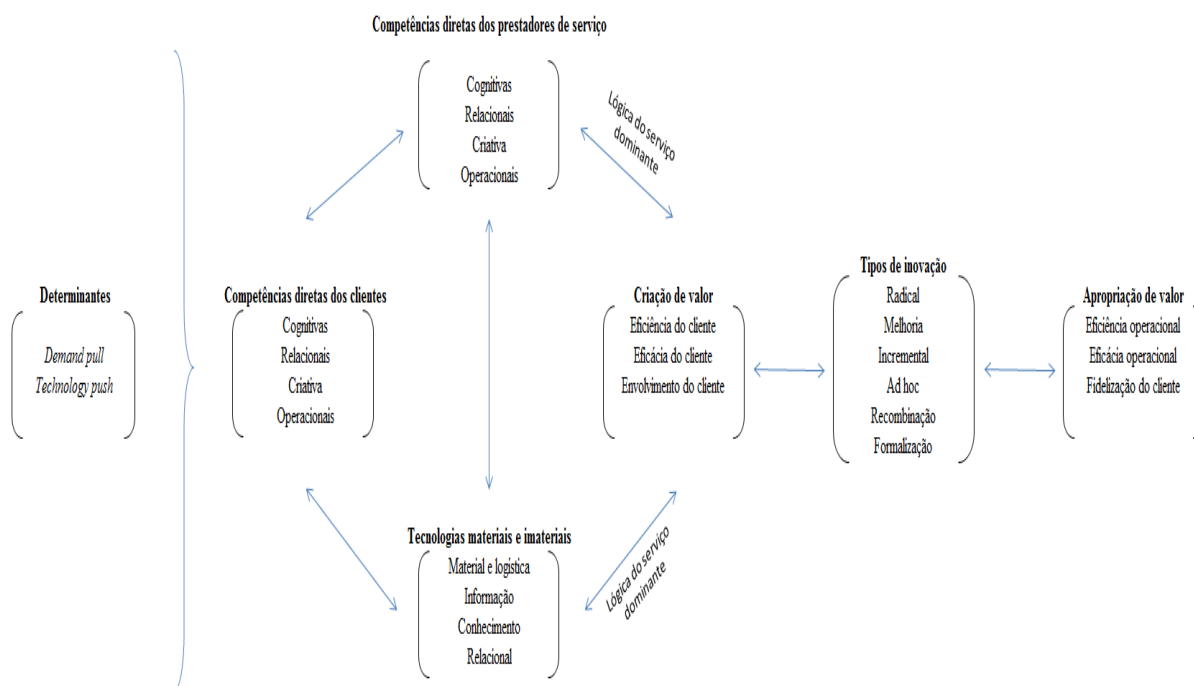 Competências diretas dos prestadores de serviço
Cognitivas
Relacionais
Criativa
Operacionais
Lógica do serviço
dominante
Determinantes
Demand pull
Technology push
Competências diretas dos clientes
Cognitivas
Relacionais
Criativa
Operacionais
Criação de valor
Eficiência do cliente
Eficácia do cliente
Envolvimento do cliente
Tipos de inovação
Radical
Melhoria
Incremental
Ad hoc
Recombinação
Formalização
Apropriação de valor
Eficiência operacional
Eficácia operacional
Fidelização do cliente
Tecnologias materiais e imateriais
Material e logística
Informação
Conhecimento
Relacional
Lógica do serviço
dominante